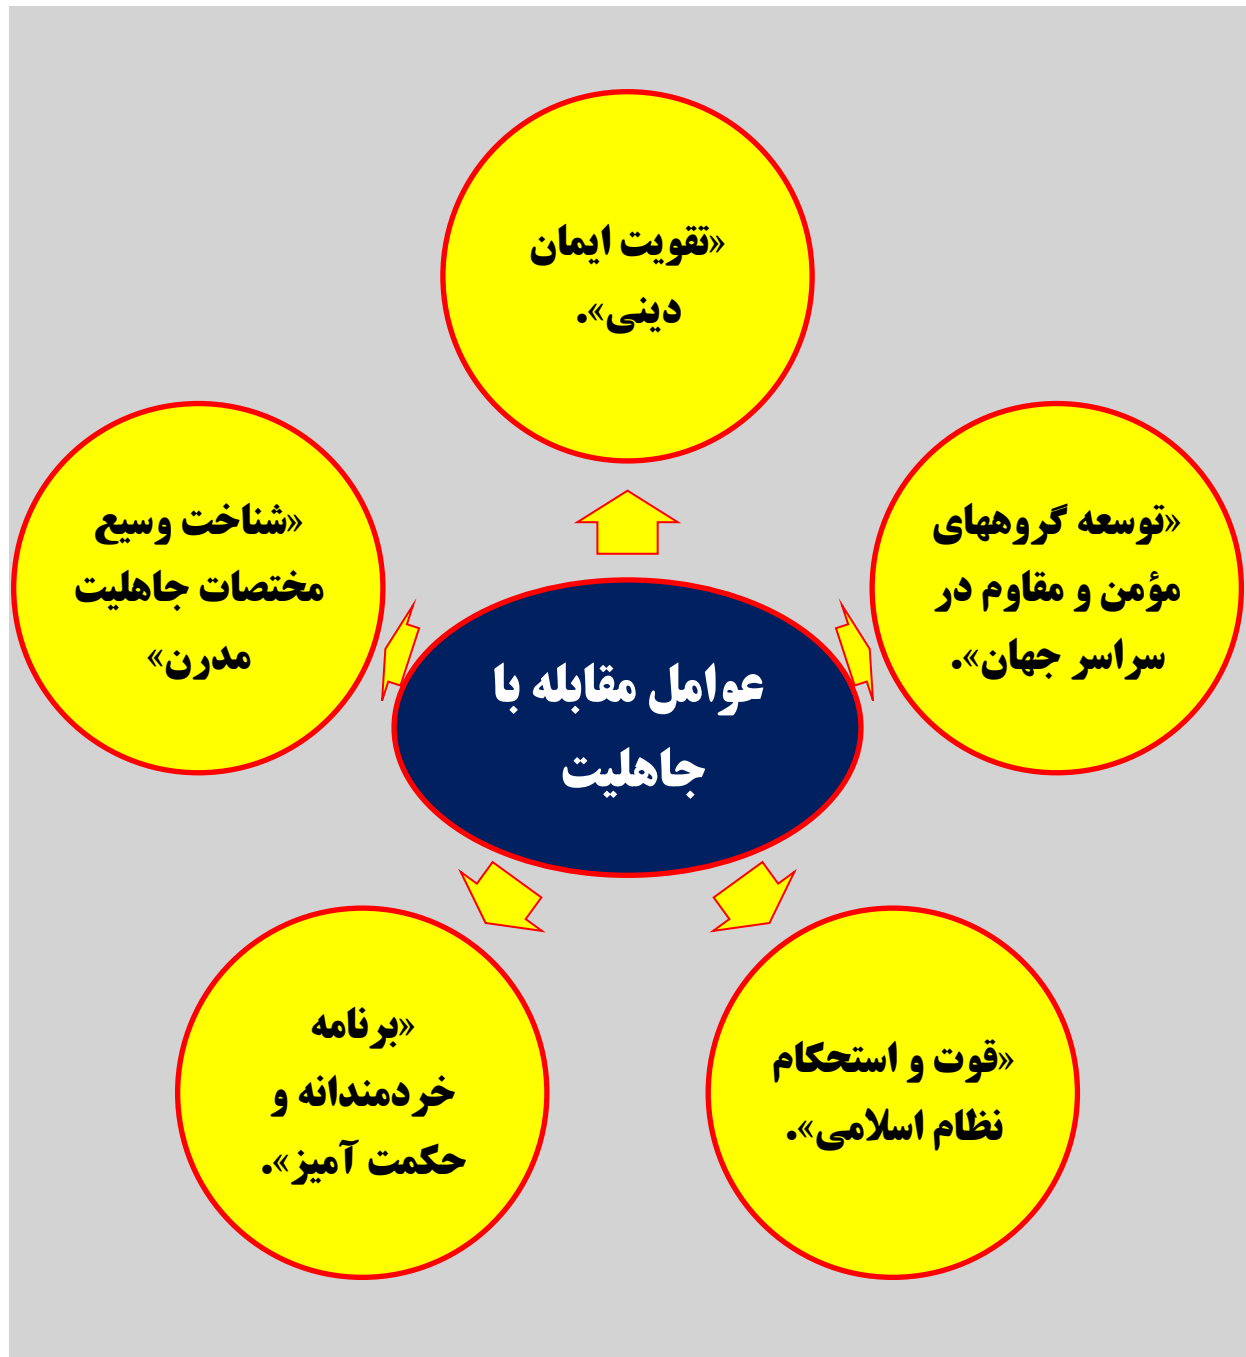 «تقویت ایمان
دینی».
«توسعه گروههای
مؤمن و مقاوم در
سراسر جهان».
«شناخت وسیع
مختصات جاهلیت
مدرن»
عوامل مقابله با
جاهلیت
«قوت و استحکام
نظام اسلامی».
«برنامه
خردمندانه و
حکمت آمیز».